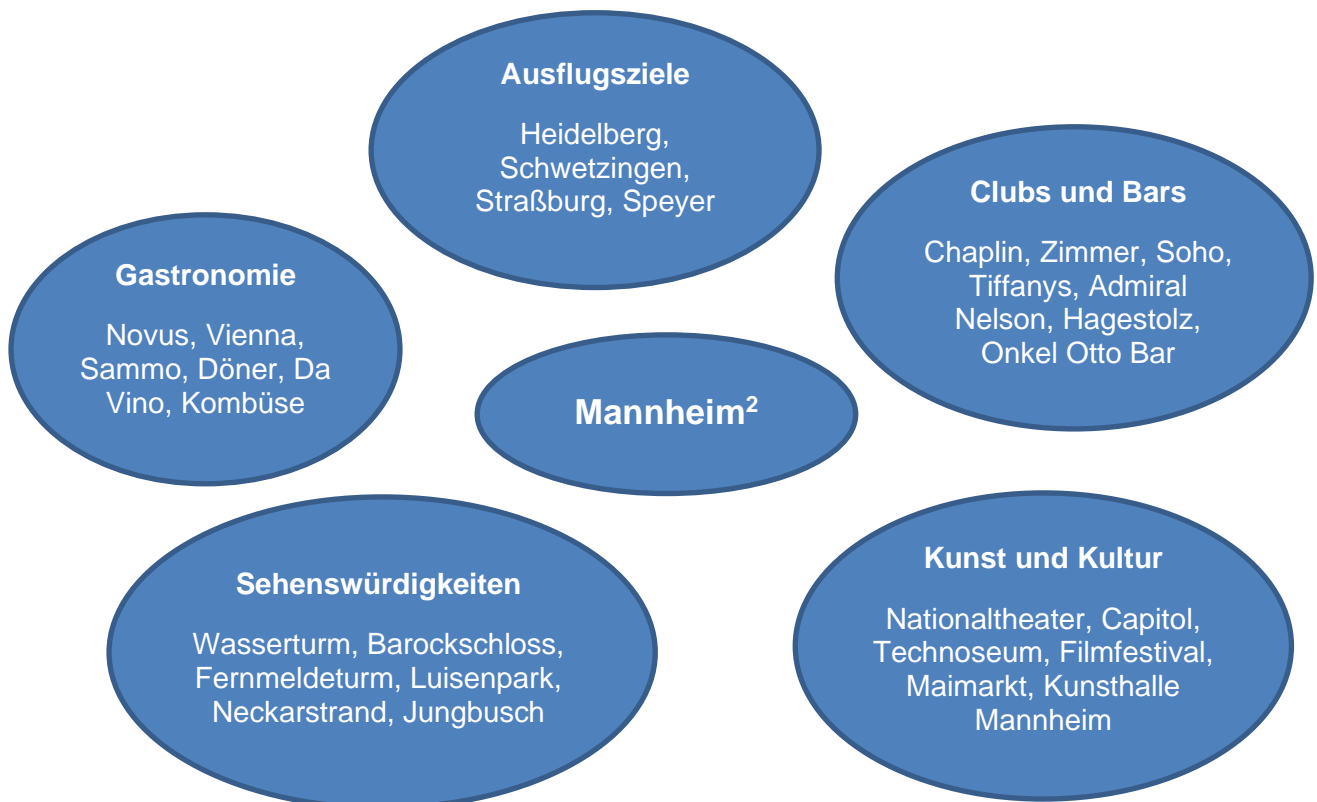 Ausflugsziele
Heidelberg,
Schwetzingen,
Straßburg, Speyer
Clubs und Bars
Chaplin, Zimmer, Soho,
Tiffanys, Admiral
Nelson, Hagestolz,
Onkel Otto Bar
Gastronomie
Novus, Vienna,
Sammo, Döner, Da
Vino, Kombüse
Mannheim²
Sehenswürdigkeiten
Wasserturm, Barockschloss,
Fernmeldeturm, Luisenpark,
Neckarstrand, Jungbusch
Kunst und Kultur
Nationaltheater, Capitol,
Technoseum, Filmfestival,
Maimarkt, Kunsthalle
Mannheim